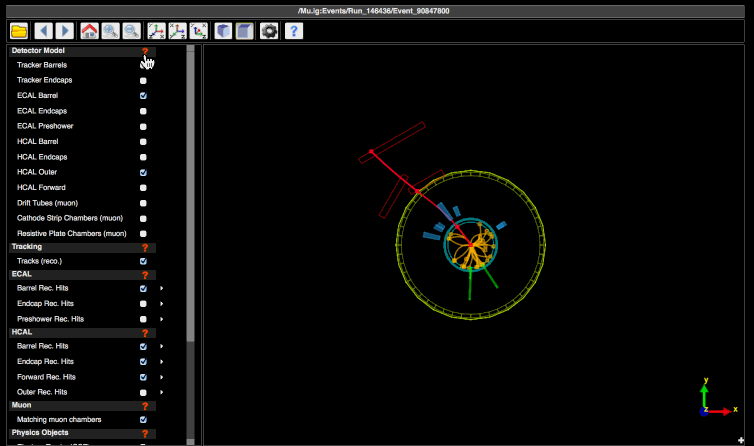 /Mu.ig:Events/Run_146436/Event_90847800
?
Detector Model ?
Tracker Barrels
Tracker Endcaps
ECAL Barrel
ECAL Endcaps
ECAL Preshower
HCAL Barrel
HCAL Endcaps
HCAL Outer
HCAL Forward
Drift Tubes (muon)
Cathode Strip Chambers (muon)
Resistive Plate Chambers (muon)
Tracking ?
Tracks (reco.)
ECAL ?
Barrel Rec. Hits
Endcap Rec. Hits
Preshower Rec. Hits
HCAL ?
Barrel Rec. Hits
Endcap Rec. Hits
Forward Rec. Hits
Outer Rec. Hits
Muon ?
Matching muon chambers
Physics Objects ?
y
z
x